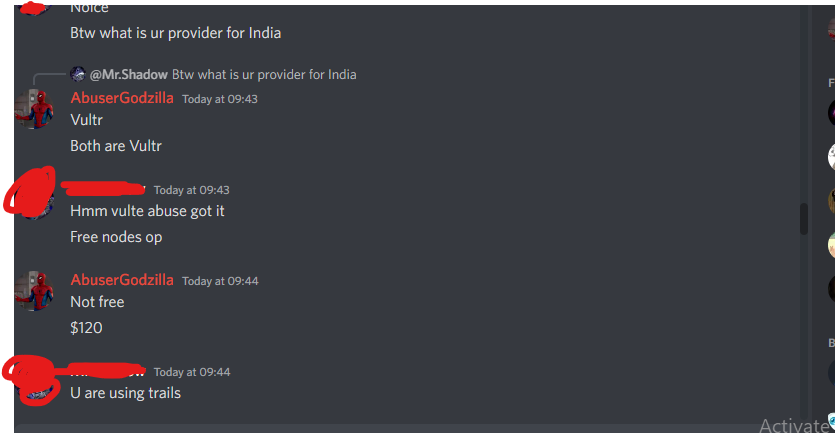 Noice
Btw what is ur provider for India
@Mr.Shadow Btw what is ur provider for India
AbuserGodzilla Today at 09:43
Vultr
Both are Vultr
Today at 09:43
Hmm vulte abuse got it
Free nodes op
AbuserGodzilla Today at 09:44
Not free
$120
Today at 09:44
U are using trails
Activate
F
B